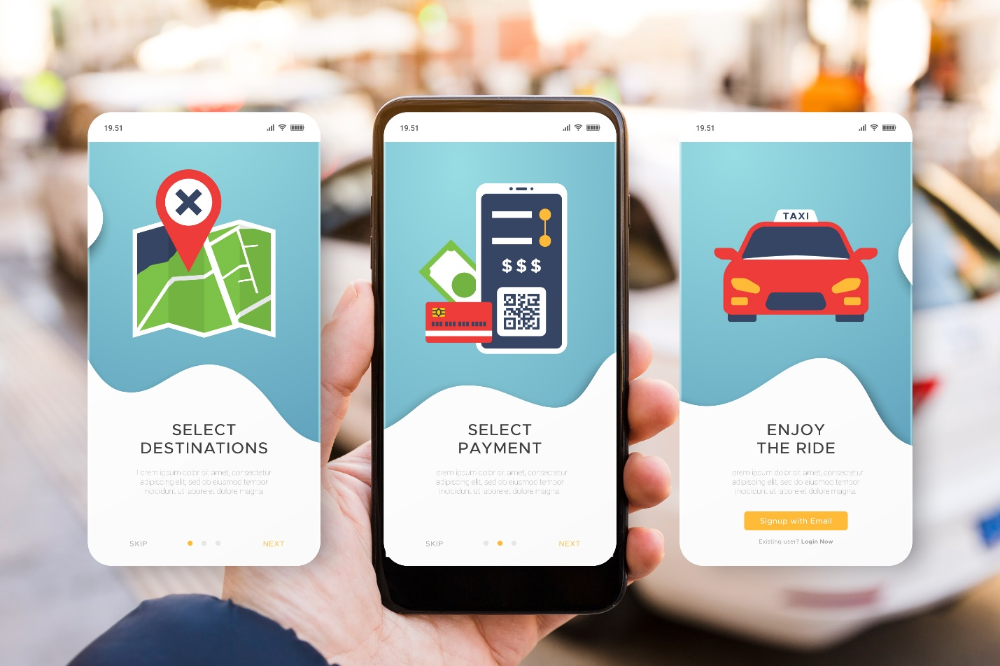 19.51
SELECT
DESTINATIONS
Lorem ipsum dolor sit amet, consectetur
adipiscing elit, sed do eiusmod tempor
incididunt ut labore et dolore magna.
SKIP
NEXT
19.51
$$$
SELECT
PAYMENT
Lorem ipsum dolor sit amet, consectetur
adipiscing elit, sed do eiusmod tempor
incididunt ut labore et dolore magna.
SKIP
NEXT
19.51
TAXI
ENJOY
THE RIDE
Lorem ipsum dolor sit amet, consectetur
adipiscing elit, sed do eiusmod tempor
incididunt ut labore et dolore magna.
Signup with Email
Existing user? Login Now